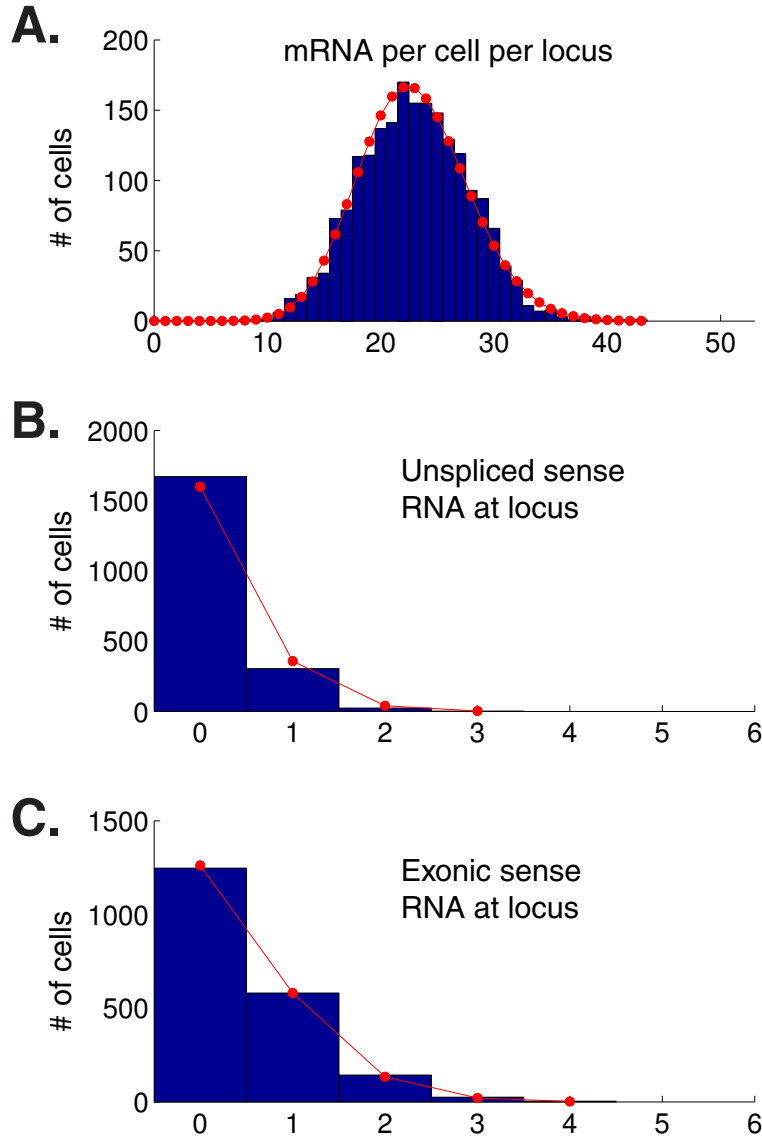 A.
mRNA per cell per locus
# of cells
200
150
100
50
0
0 10 20 30 40 50
B.
Unspliced sense
RNA at locus
# of cells
2000
1500
1000
500
0
0 1 2 3 4 5 6
C.
Exonic sense
RNA at locus
# of cells
1500
1000
500
0
0 1 2 3 4 5 6